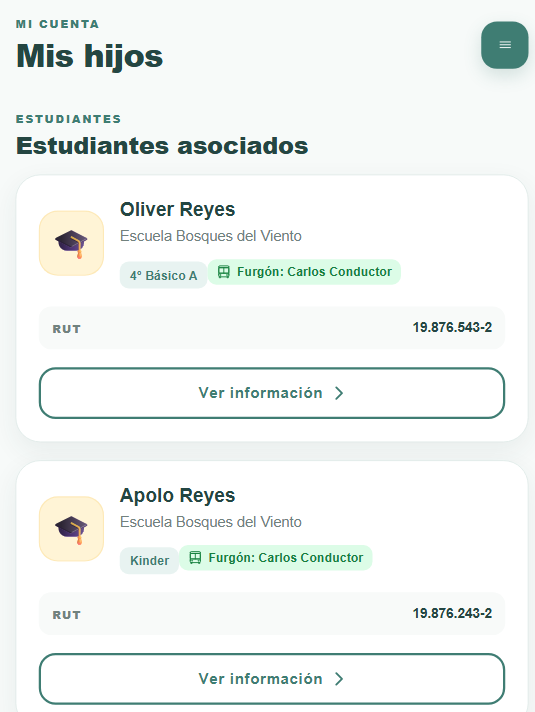 MI CUENTA
Mis hijos
ESTUDIANTES
Estudiantes asociados
Oliver Reyes
Escuela Bosques del Viento
4° Básico A Furgón: Carlos Conductor
RUT 19.876.543-2
Ver información
Apolo Reyes
Escuela Bosques del Viento
Kinder Furgón: Carlos Conductor
RUT 19.876.243-2
Ver información